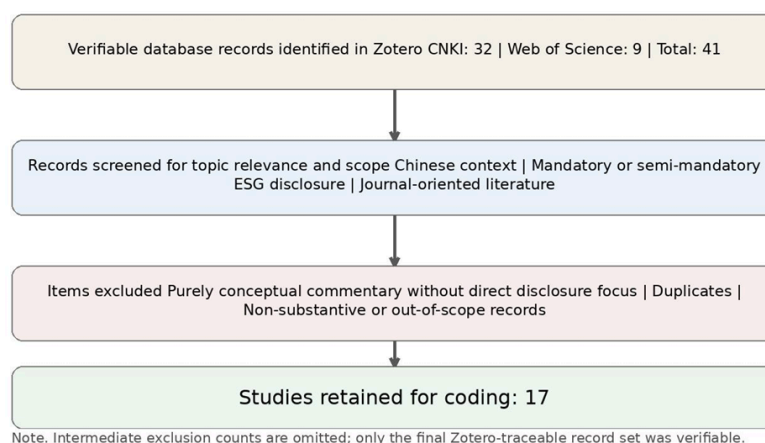 Verifiable database records identified in Zotero CNKI: 32 | Web of Science: 9 | Total: 41
Records screened for topic relevance and scope Chinese context | Mandatory or semi-mandatory
ESG disclosure | Journal-oriented literature
Items excluded Purely conceptual commentary without direct disclosure focus | Duplicates |
Non-substantive or out-of-scope records
Studies retained for coding: 17
Note. Intermediate exclusion counts are omitted; only the final Zotero-traceable record set was verifiable.